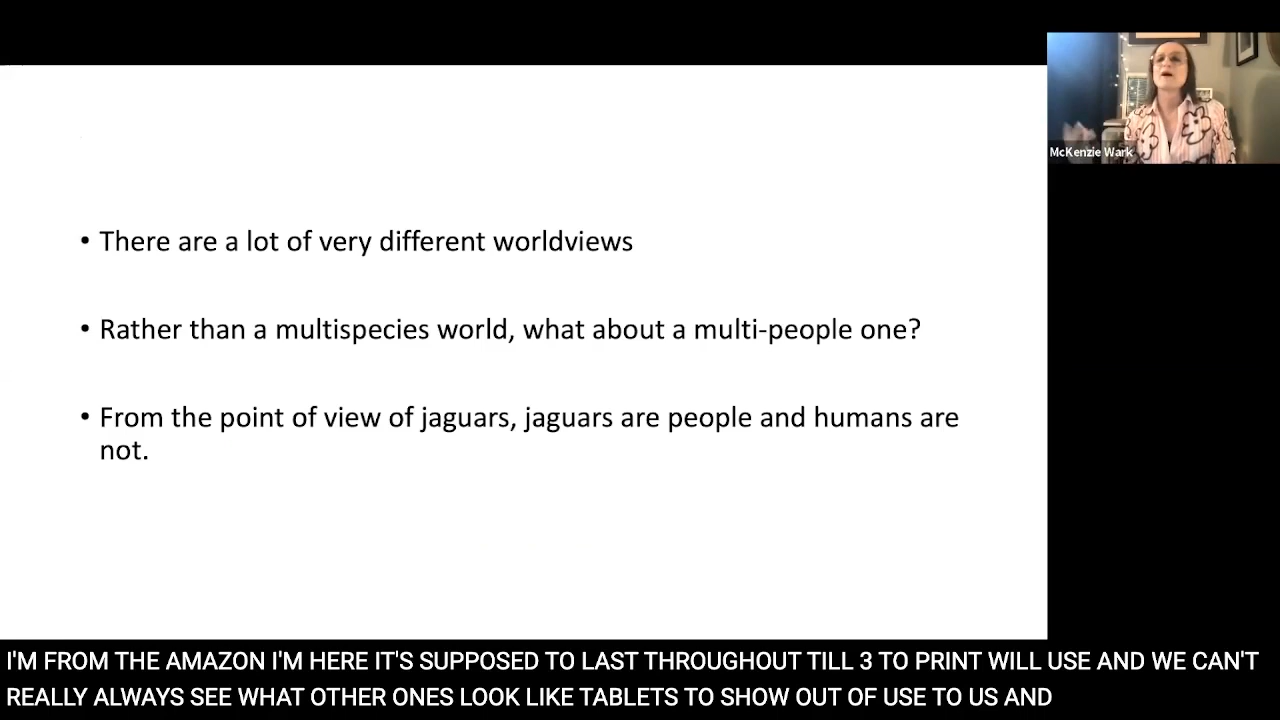 McKenzie Wark
• There are a lot of very different worldviews
• Rather than a multispecies world, what about a multi-people one?
• From the point of view of jaguars, jaguars are people and humans are
not.
I'M FROM THE AMAZON I'M HERE IT'S SUPPOSED TO LAST THROUGHOUT TILL 3 TO PRINT WILL USE AND WE CAN'T
REALLY ALWAYS SEE WHAT OTHER ONES LOOK LIKE TABLETS TO SHOW OUT OF USE TO US AND